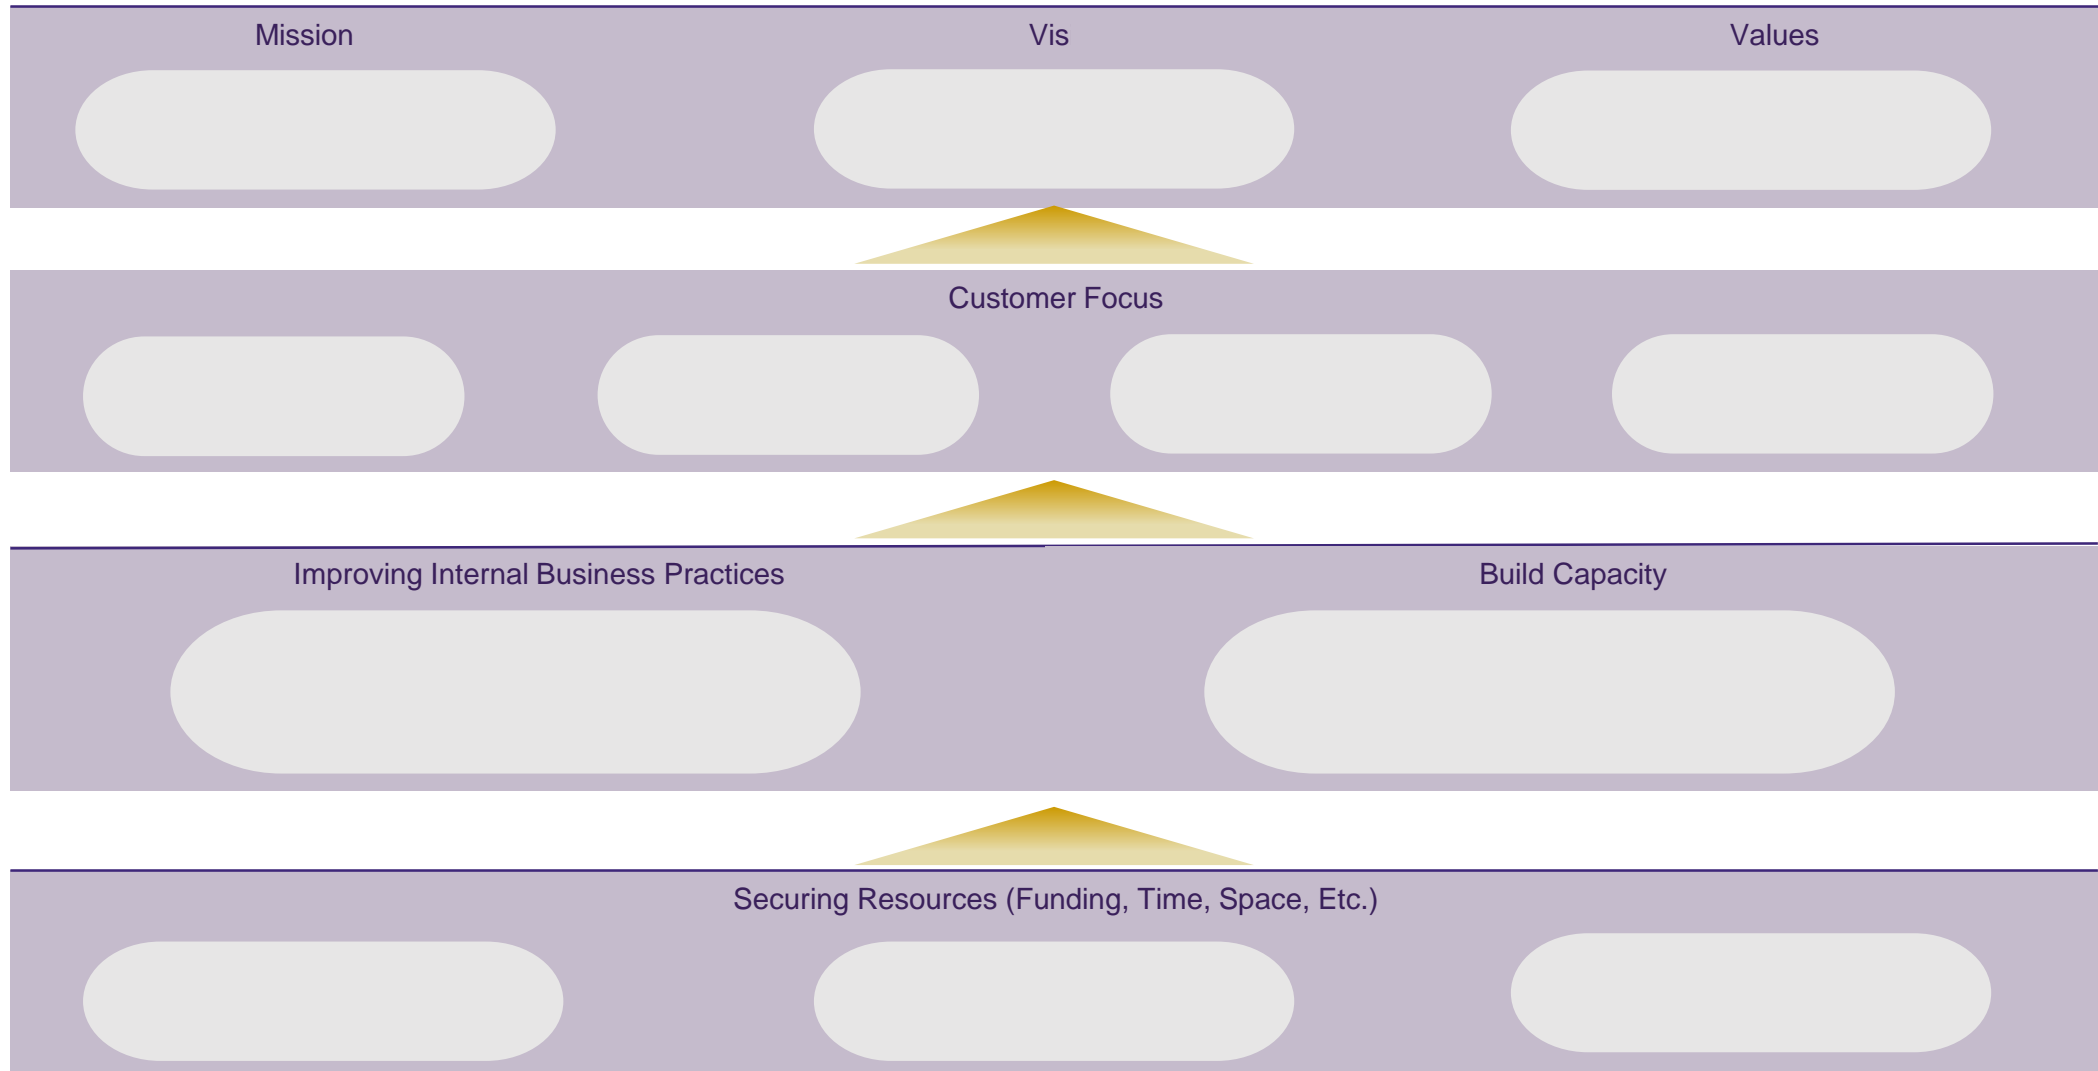 Mission Vis Values
Customer Focus
Improving Internal Business Practices Build Capacity
Securing Resources (Funding, Time, Space, Etc.)